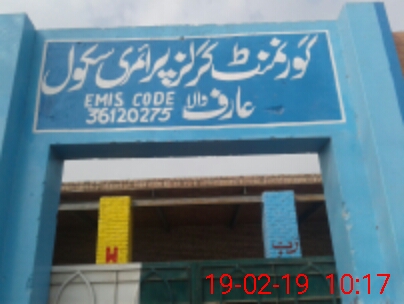 گورنمنٹ گرلز پرائمری سکول
EMIS CODE
36120275
عارف والا
H
ب
19-02-19 10:17